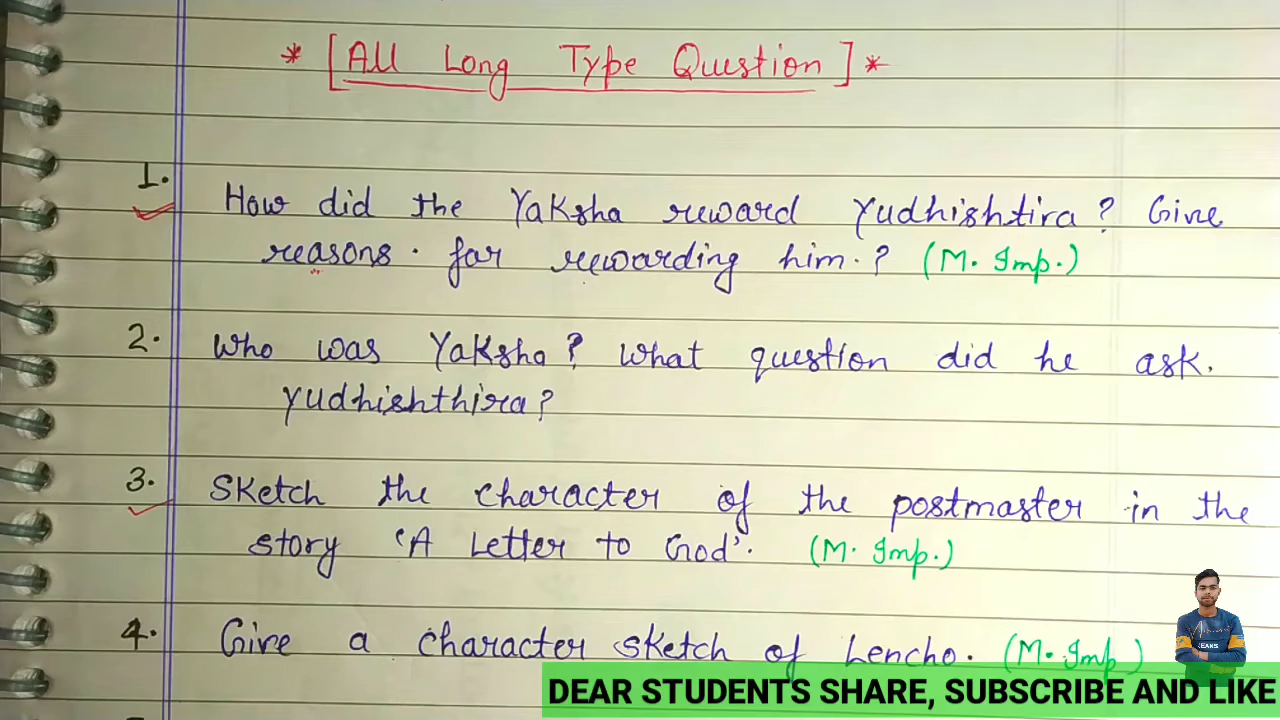 * [All Long Type Question] *
1. How did the Yaksha reward Yudhishtira? Give
reasons. for rewarding him.? (M. Imp.)
2. Who was Yaksha? What question did he ask.
Yudhishthira?
3. Sketch the character of the postmaster in the
story 'A Letter to God'. (M. Imp.)
4. Give a character sketch of Lencho. (M. Imp)
EAKS
DEAR STUDENTS SHARE, SUBSCRIBE AND LIKE